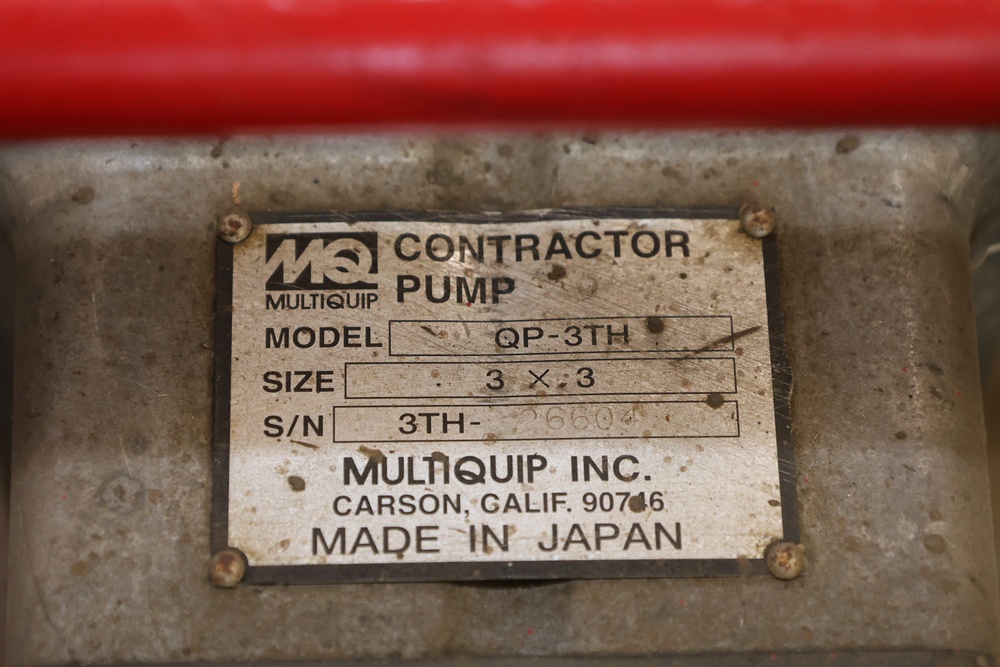 MQ CONTRACTOR
MULTIQUIP PUMP
MODEL QP-3TH
SIZE 3 × 3
S/N 3TH- 26604
MULTIQUIP INC.
CARSON, CALIF. 90746
MADE IN JAPAN